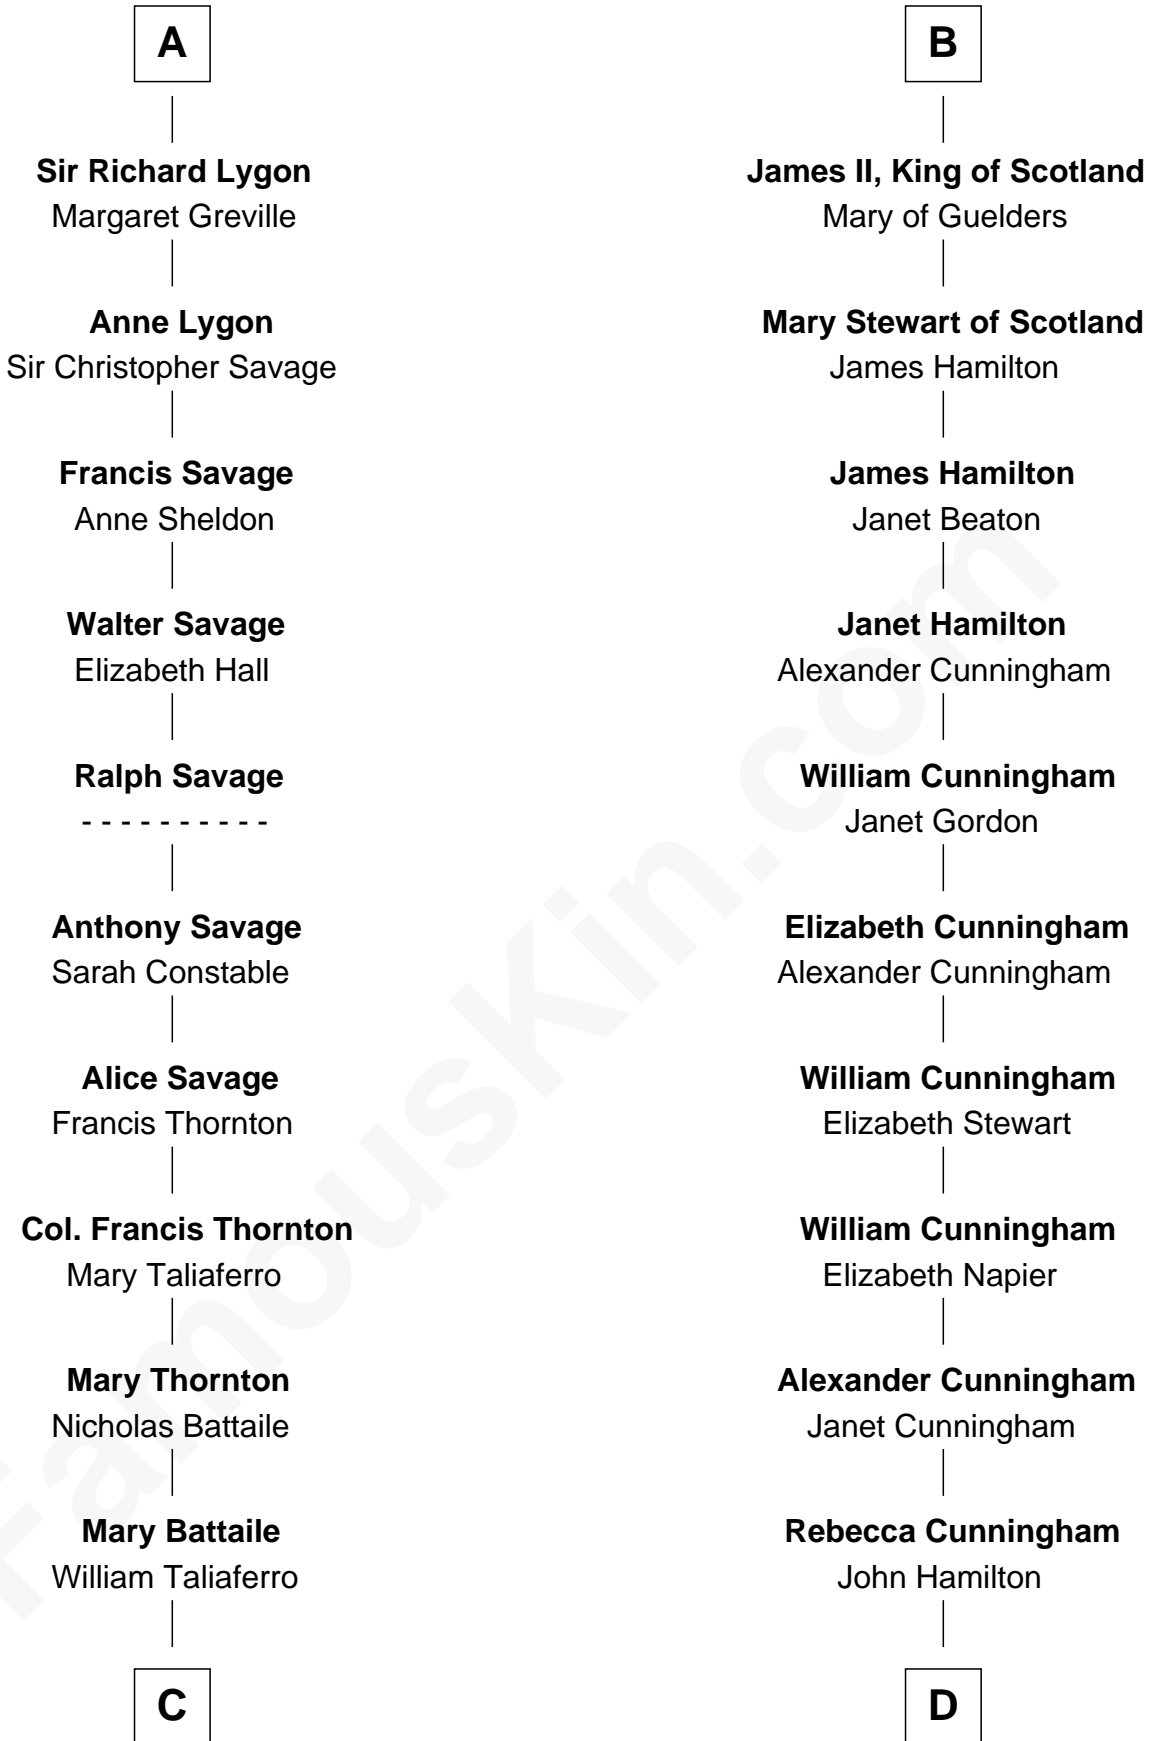 A
Sir Richard Lygon
Margaret Greville
Anne Lygon
Sir Christopher Savage
Francis Savage
Anne Sheldon
Walter Savage
Elizabeth Hall
Ralph Savage
- - - - - - - - - -
Anthony Savage
Sarah Constable
Alice Savage
Francis Thornton
Col. Francis Thornton
Mary Taliaferro
Mary Thornton
Nicholas Battaile
Mary Battaile
William Taliaferro
C
B
James II, King of Scotland
Mary of Guelders
Mary Stewart of Scotland
James Hamilton
James Hamilton
Janet Beaton
Janet Hamilton
Alexander Cunningham
William Cunningham
Janet Gordon
Elizabeth Cunningham
Alexander Cunningham
William Cunningham
Elizabeth Stewart
William Cunningham
Elizabeth Napier
Alexander Cunningham
Janet Cunningham
Rebecca Cunningham
John Hamilton
D
FamousKin.com